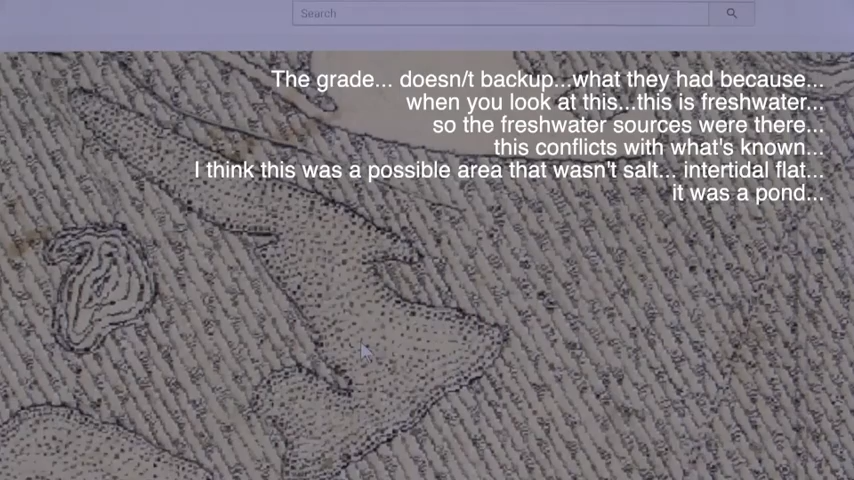 Search
The grade... doesn/t backup...what they had because...
when you look at this...this is freshwater...
so the freshwater sources were there...
this conflicts with what's known...
I think this was a possible area that wasn't salt... intertidal flat...
it was a pond...